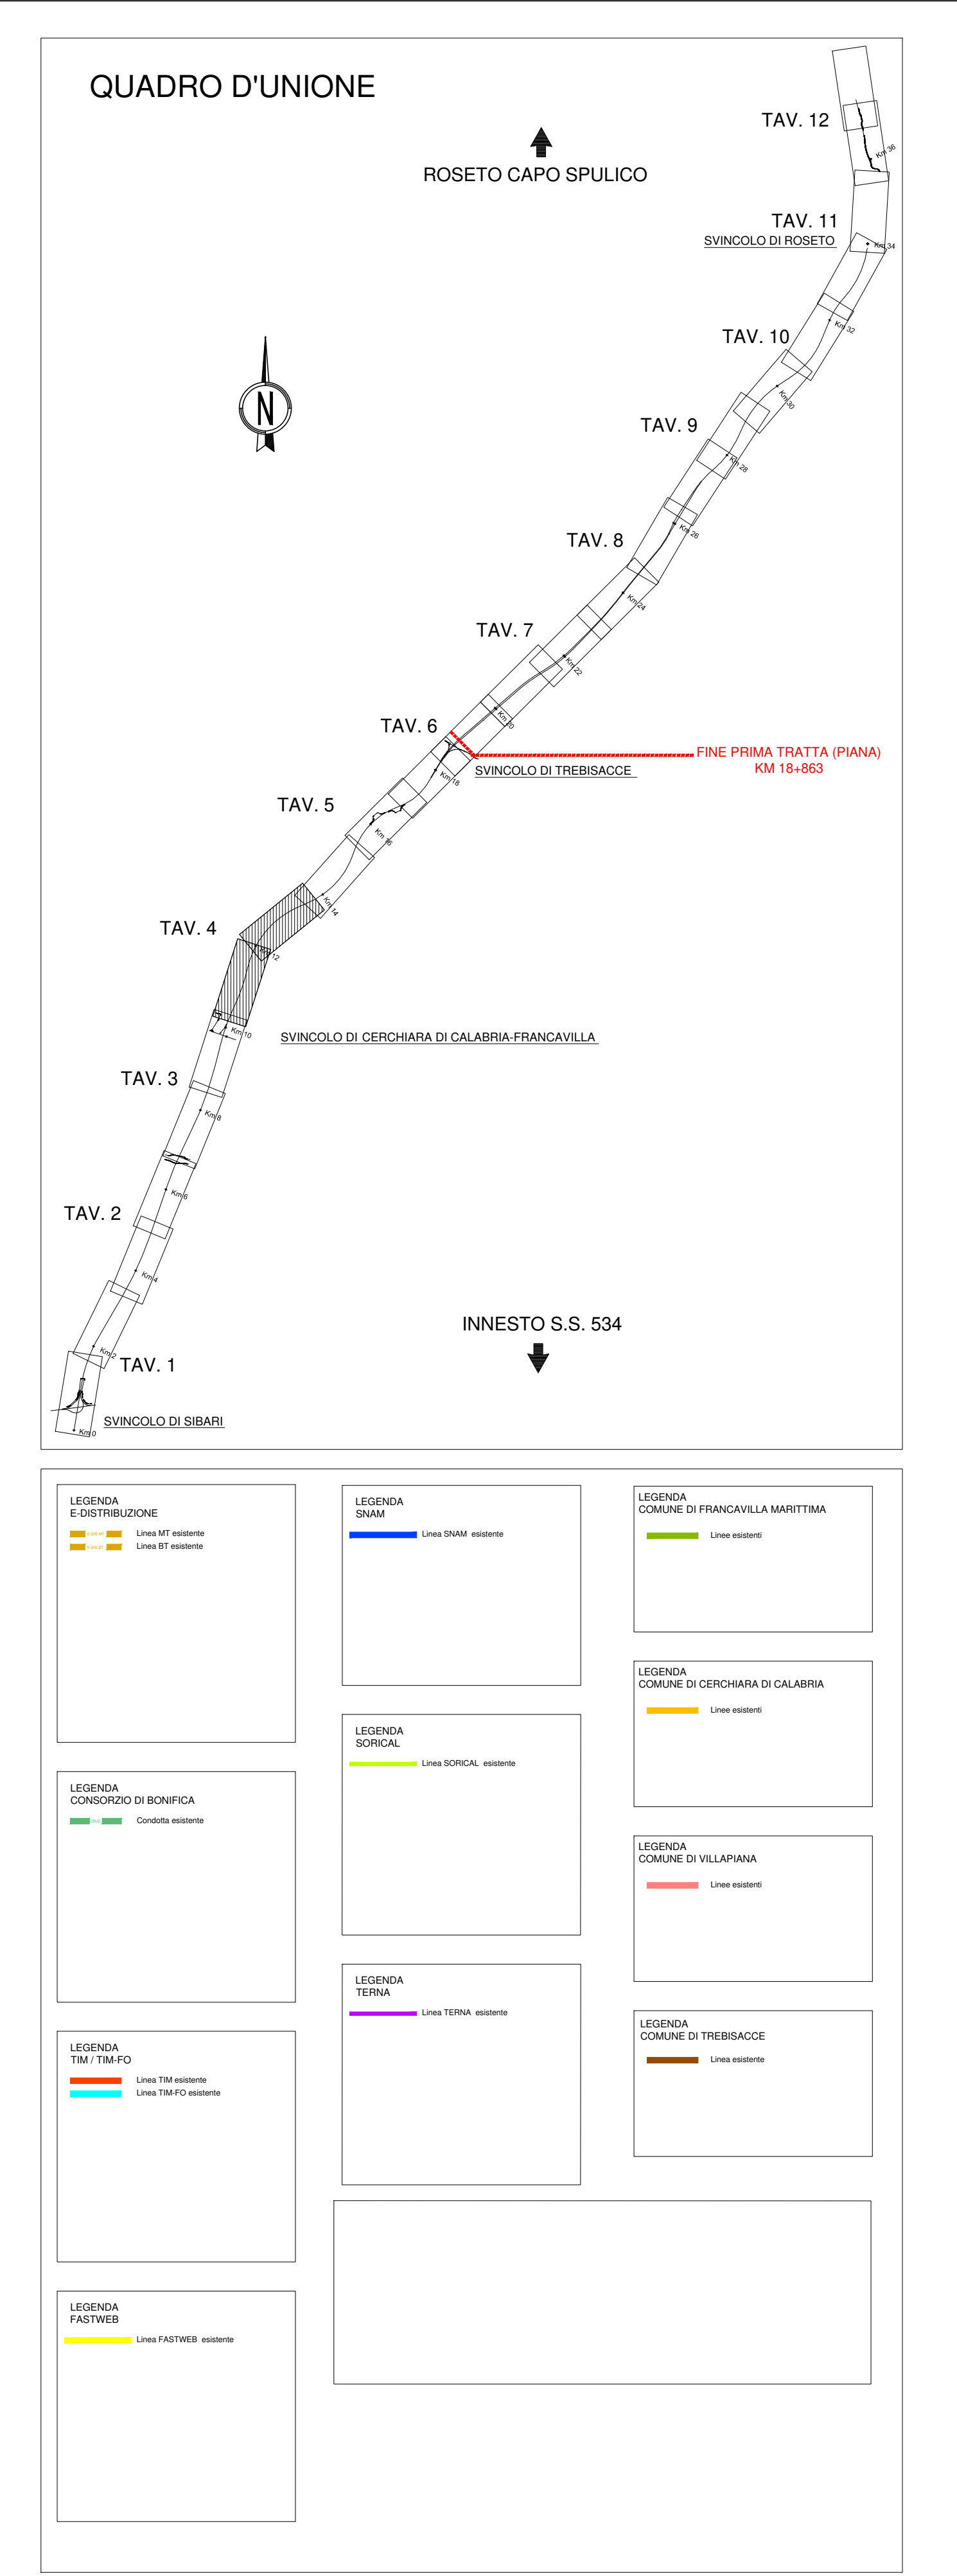 QUADRO D'UNIONE
TAV. 12
ROSETO CAPO SPULICO
Km 36
TAV. 11
SVINCOLO DI ROSETO
Km 34
Km 32
TAV. 10
N
Km 30
TAV. 9
Km 28
Km 26
TAV. 8
Km 24
TAV. 7
Km 22
Km 20
TAV. 6
FINE PRIMA TRATTA (PIANA)
KM 18+863
SVINCOLO DI TREBISACCE
Km 18
TAV. 5
Km 16
Km 14
TAV. 4
Km 12
Km 10
SVINCOLO DI CERCHIARA DI CALABRIA-FRANCAVILLA
TAV. 3
Km 8
Km 6
TAV. 2
Km 4
INNESTO S.S. 534
Km 2
TAV. 1
SVINCOLO DI SIBARI
Km 0
LEGENDA
E-DISTRIBUZIONE
Linea MT esistente
Linea BT esistente
LEGENDA
CONSORZIO DI BONIFICA
Condotta esistente
LEGENDA
TIM / TIM-FO
Linea TIM esistente
Linea TIM-FO esistente
LEGENDA
FASTWEB
Linea FASTWEB esistente
LEGENDA
SNAM
Linea SNAM esistente
LEGENDA
SORICAL
Linea SORICAL esistente
LEGENDA
TERNA
Linea TERNA esistente
LEGENDA
COMUNE DI FRANCAVILLA MARITTIMA
Linee esistenti
LEGENDA
COMUNE DI CERCHIARA DI CALABRIA
Linee esistenti
LEGENDA
COMUNE DI VILLAPIANA
Linee esistenti
LEGENDA
COMUNE DI TREBISACCE
Linea esistente